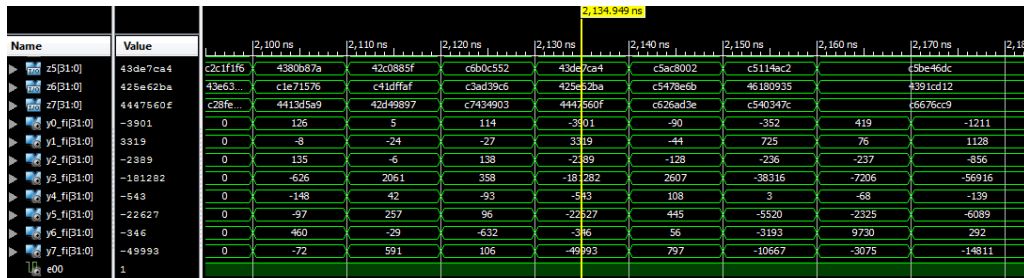 2,134.949 ns
Name Value 2,100 ns 2,110 ns 2,120 ns 2,130 ns 2,140 ns 2,150 ns 2,160 ns 2,170 ns 2,18
z5[31:0] 43de7ca4 c2c1f1f6 4380b87a 42c0855f c6b0c552 43de7ca4 c5ac8002 c5114ac2 c5be46dc
z6[31:0] 425e62ba 43e63... c1e71576 c41dffaf c3ad39c6 425e62ba c5478e6b 46180935 4391cd12
z7[31:0] 4447560f c28fe... 4413d5a9 42d49897 c7434903 4447560f c626ad3e c540347c c6676cc9
y0_fi[31:0] -3901 0 126 5 114 -3901 -90 -352 419 -1211
y1_fi[31:0] 3319 0 -8 -24 -27 3319 -44 725 76 1128
y2_fi[31:0] -2389 0 135 -6 138 -2389 -128 -236 -237 -856
y3_fi[31:0] -181282 0 -626 2061 358 -181282 2607 -38316 -7206 -56916
y4_fi[31:0] -543 0 -148 42 -93 -543 108 3 -68 -139
y5_fi[31:0] -22627 0 -97 257 96 -22627 445 -5520 -2325 -6089
y6_fi[31:0] -346 0 460 -29 -632 -346 56 -3193 9730 292
y7_fi[31:0] -49993 0 -72 591 106 -49993 797 -10667 -3075 -14811
e00 1